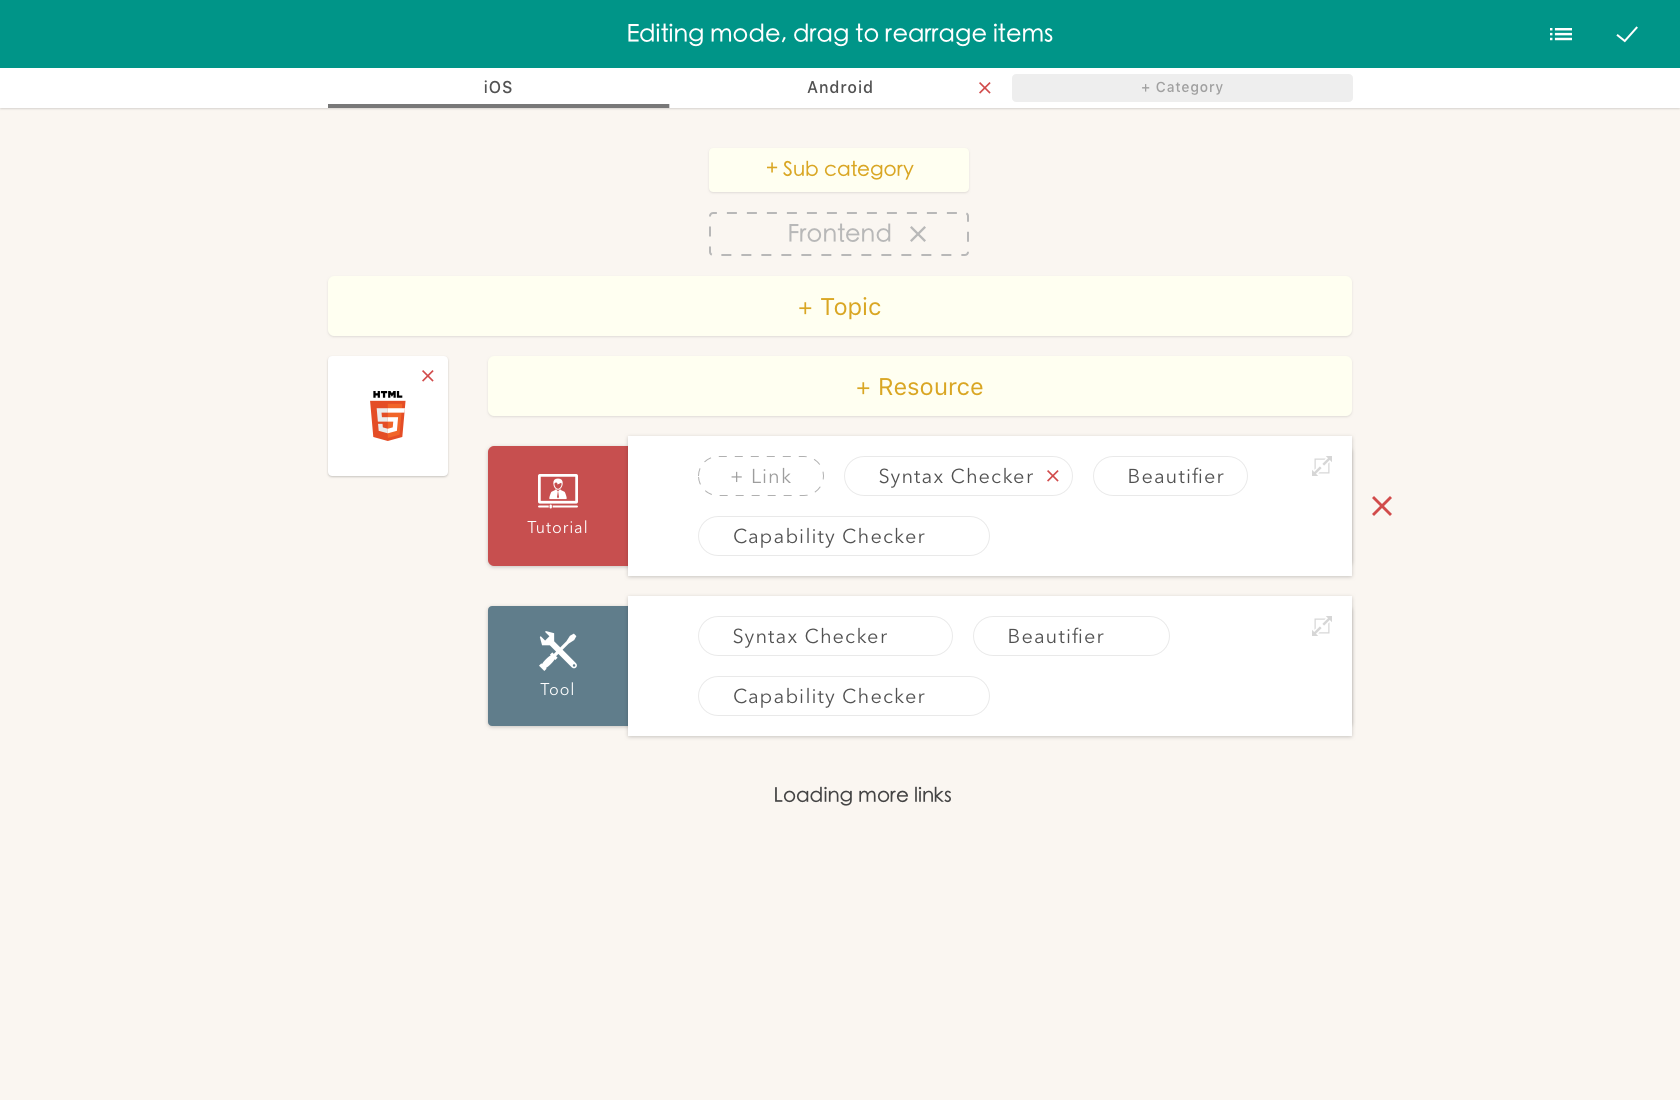 Editing mode, drag to rearrage items
iOS Android + Category
+ Sub category
Frontend
+ Topic
HTML
5
+ Resource
Tutorial
+ Link Syntax Checker Beautifier
Capability Checker
Tool
Syntax Checker Beautifier
Capability Checker
Loading more links